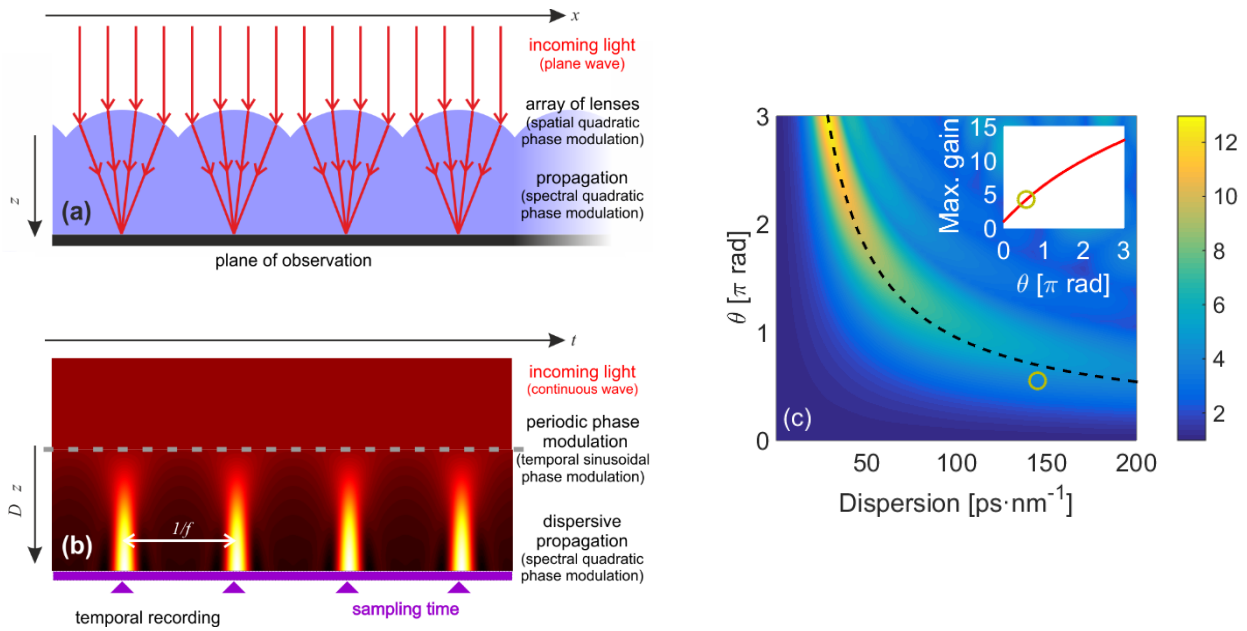 x
incoming light
(plane wave)
array of lenses
(spatial quadratic
phase modulation)
propagation
(spectral quadratic
phase modulation)
z
(a)
plane of observation
t
incoming light
(continuous wave)
periodic phase
modulation
(temporal sinusoidal
phase modulation)
dispersive
propagation
(spectral quadratic
phase modulation)
D z
1/f
(b)
temporal recording
sampling time
3
2
1
0
θ [π rad]
50
100
150
200
Dispersion [ps·nm⁻¹]
(c)
15
10
5
0
Max. gain
0
1
2
3
θ [π rad]
12
10
8
6
4
2